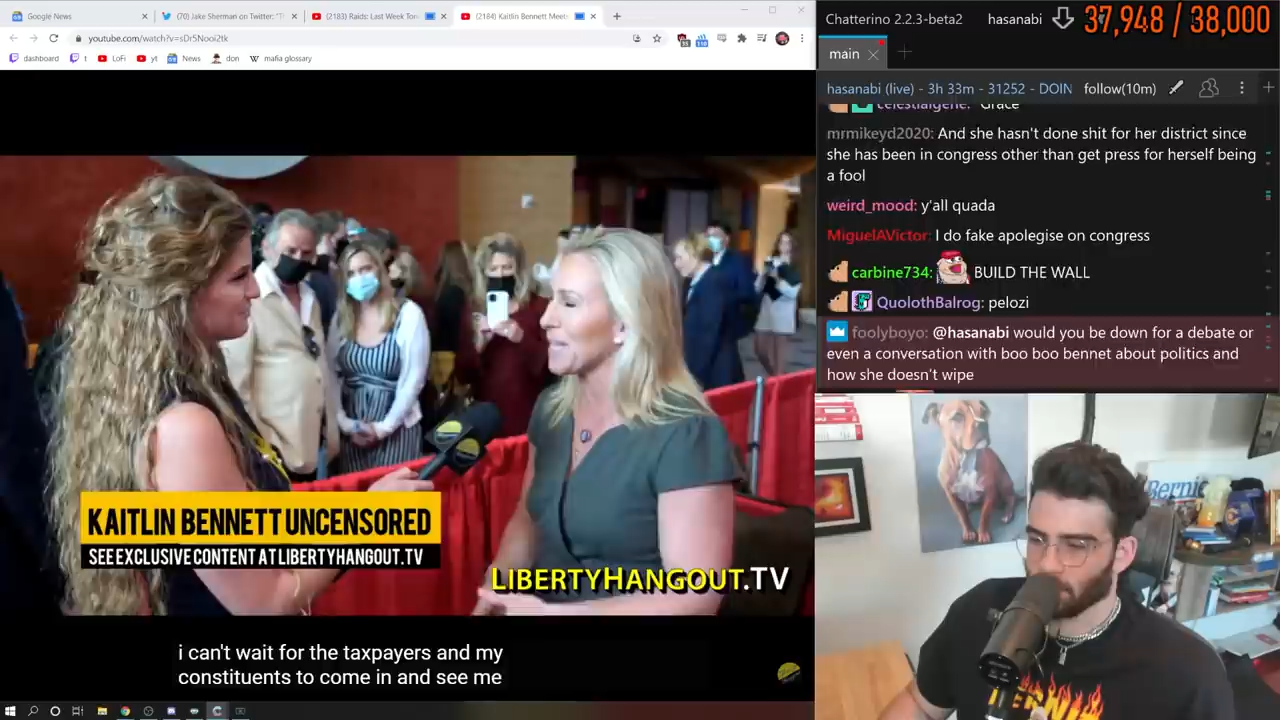 Google News
(70) Jake Sherman on Twitter: "T
(2183) Raids: Last Week Ton
(2184) Kaitlin Bennett Meets
youtube.com/watch?v=sDr5Nooi2tk
dashboard
t
LoFi
yt
News
don
mafia glossary
KAITLIN BENNETT UNCENSORED
SEE EXCLUSIVE CONTENT AT LIBERTYHANGOUT.TV
LIBERTYHANGOUT.TV
i can't wait for the taxpayers and my
constituents to come in and see me
Chatterino 2.2.3-beta2
hasanabi
37,948 / 38,000
main
hasanabi (live) - 3h 33m - 31252 - DOIN
follow(10m)
celestialgene: Grace
mrmikeyd2020: And she hasn't done shit for her district since
she has been in congress other than get press for herself being
a fool
weird_mood: y'all quada
MiguelAVictor: I do fake apolegise on congress
carbine734: BUILD THE WALL
QuolothBalrog: pelozi
foolyboyo: @hasanabi would you be down for a debate or
even a conversation with boo boo bennet about politics and
how she doesn't wipe
Bernie